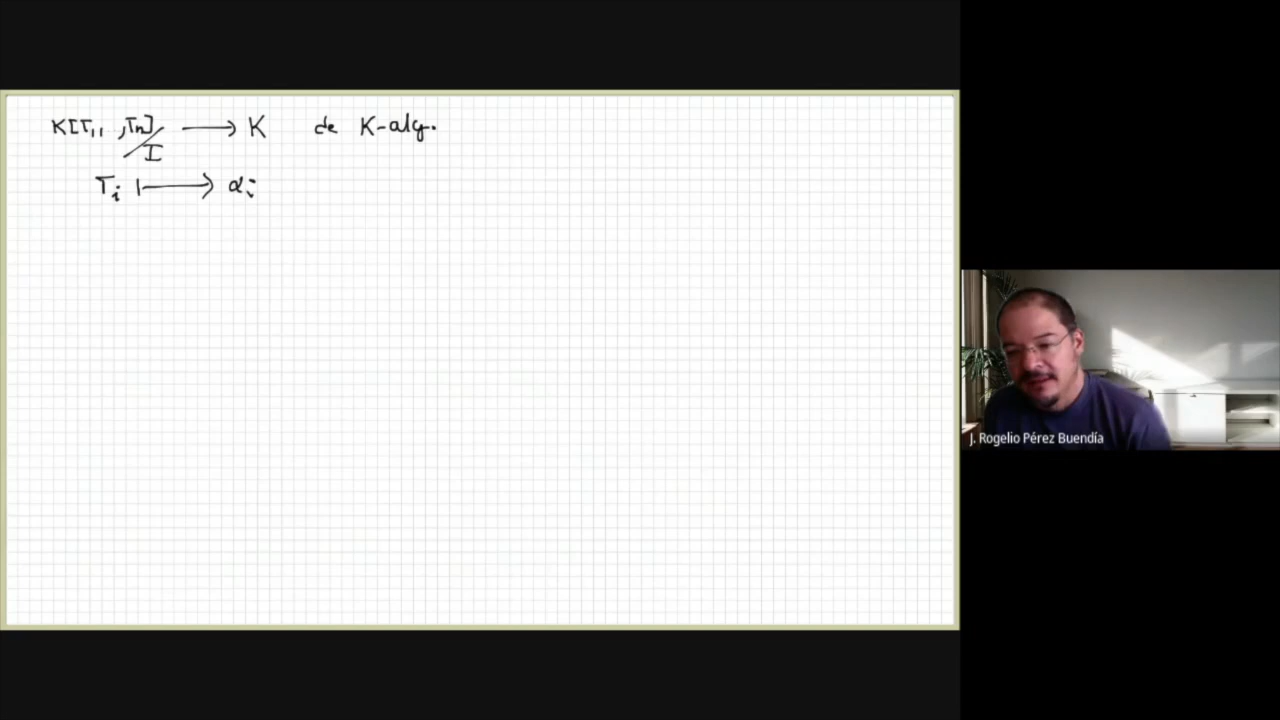 K[T₁, ,Tn]/I ⟶ K de K-alg.
Tᵢ ⟼ αᵢ
J. Rogelio Pérez Buendía